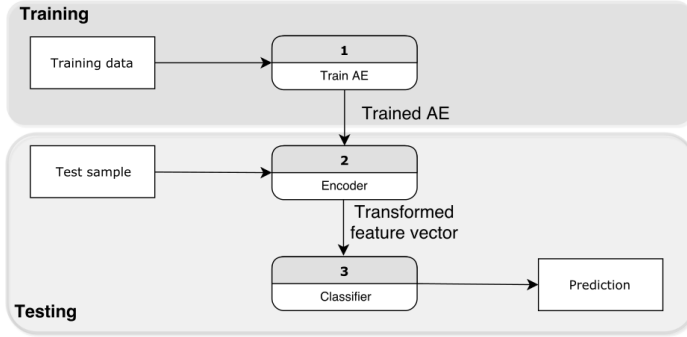 Training
Training data
1
Train AE
Trained AE
Test sample
2
Encoder
Transformed
feature vector
3
Classifier
Prediction
Testing